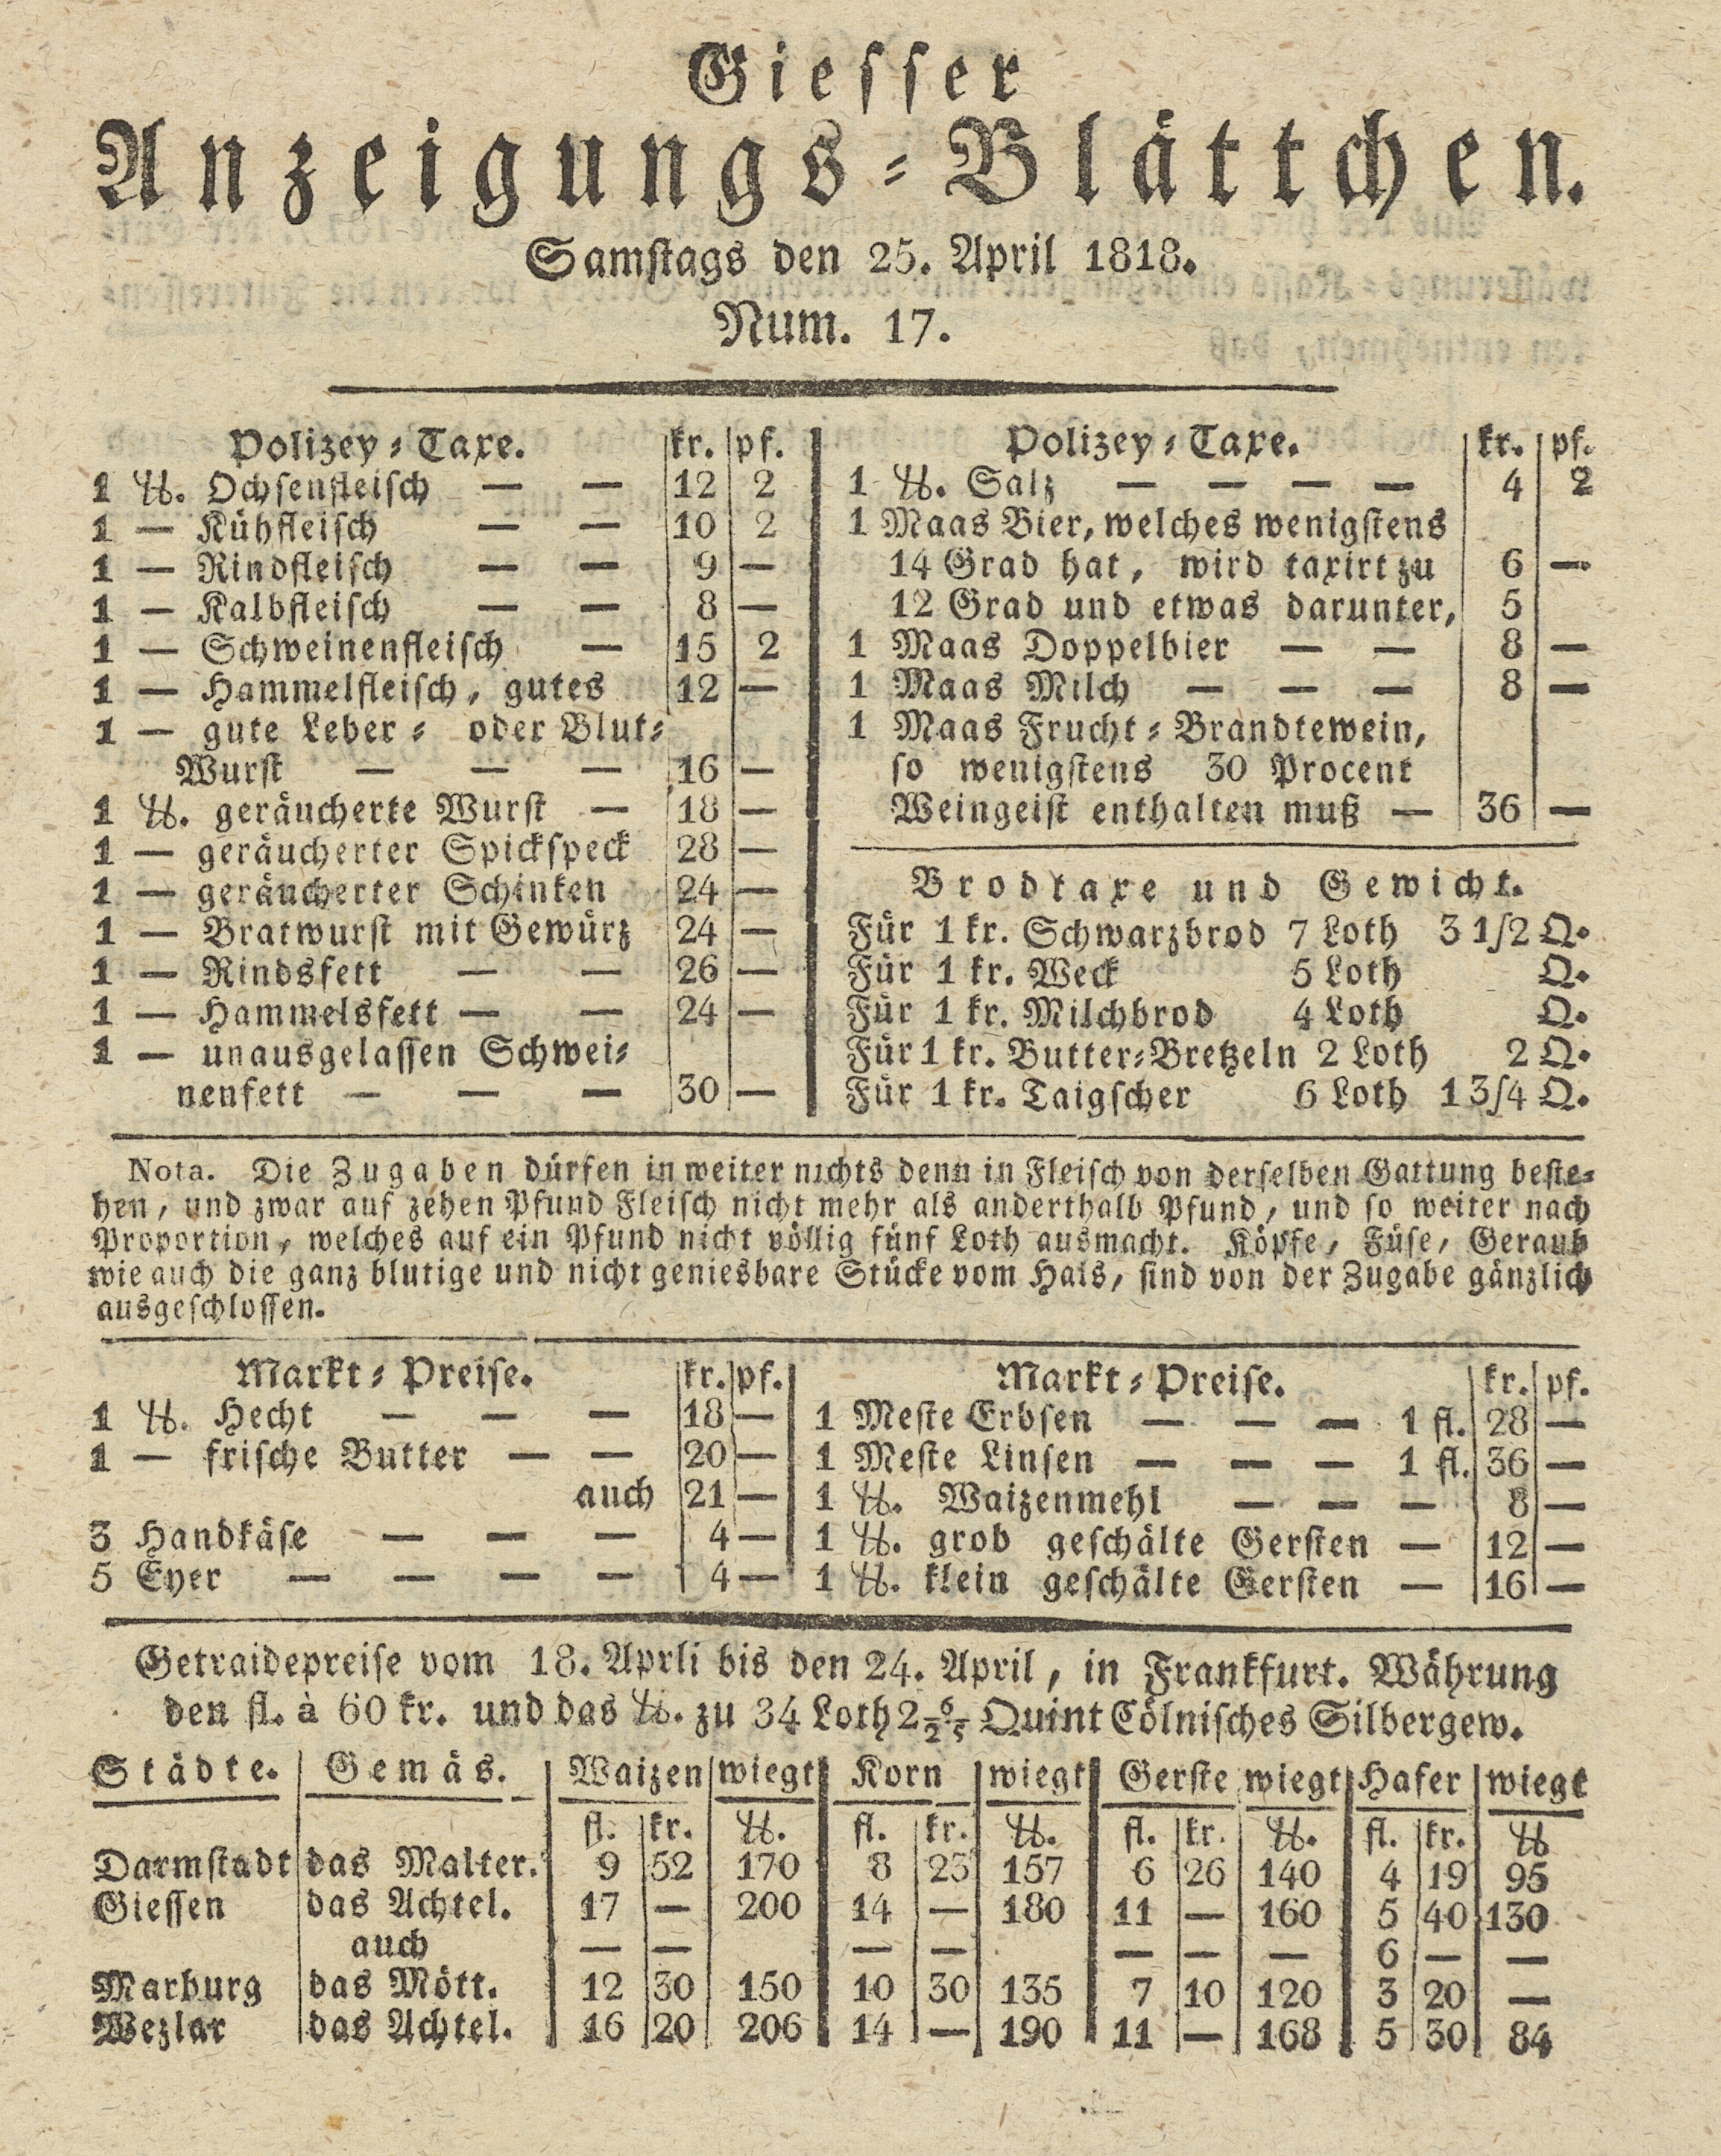 Giesser
Anzeigungs-Blättchen.
Samstags den 25. April 1818.
Num. 17.
Polizey-Taxe. kr. pf.
1 ℔. Ochsenfleisch — — 12 2
1 — Kühfleisch — — 10 2
1 — Rindfleisch — — 9 —
1 — Kalbfleisch — — 8 —
1 — Schweinenfleisch — 15 2
1 — Hammelfleisch, gutes 12 —
1 — gute Leber- oder Blut-
Wurst — — — 16 —
1 ℔. geräucherte Wurst — 18 —
1 — geräucherter Spickspeck 28 —
1 — geräucherter Schinken 24 —
1 — Bratwurst mit Gewürz 24 —
1 — Rindsfett — — 26 —
1 — Hammelsfett — — 24 —
1 — unausgelassen Schwei-
nenfett — — — 30 —
Polizey-Taxe. kr. pf.
1 ℔. Salz — — — — 4 2
1 Maas Bier, welches wenigstens
14 Grad hat, wird taxirt zu 6 —
12 Grad und etwas darunter, 5
1 Maas Doppelbier — — 8 —
1 Maas Milch — — — 8 —
1 Maas Frucht-Brandtewein,
so wenigstens 30 Procent
Weingeist enthalten muß — 36 —
Brodtaxe und Gewicht.
Für 1 kr. Schwarzbrod 7 Loth 3 1/2 Q.
Für 1 kr. Weck 5 Loth Q.
Für 1 kr. Milchbrod 4 Loth Q.
Für 1 kr. Butter-Bretzeln 2 Loth 2 Q.
Für 1 kr. Taigscher 6 Loth 1 3/4 Q.
Nota. Die Zugaben dürfen in weiter nichts denn in Fleisch von derselben Gattung beste-
hen, und zwar auf zehen Pfund Fleisch nicht mehr als anderthalb Pfund, und so weiter nach
Proportion, welches auf ein Pfund nicht völlig fünf Loth ausmacht. Köpfe, Füse, Geraub
wie auch die ganz blutige und nicht geniesbare Stücke vom Hals, sind von der Zugabe gänzlich
ausgeschlossen.
Markt-Preise. kr. pf.
1 ℔. Hecht — — — 18 —
1 — frische Butter — — 20 —
auch 21 —
3 Handkäse — — — 4 —
5 Eyer — — — — 4 —
Markt-Preise. kr. pf.
1 Meste Erbsen — — — 1 fl. 28 —
1 Meste Linsen — — — 1 fl. 36 —
1 ℔. Waizenmehl — — — 8 —
1 ℔. grob geschälte Gersten — 12 —
1 ℔. klein geschälte Gersten — 16 —
Getraidepreise vom 18. Aprli bis den 24. April, in Frankfurt. Währung
den fl. à 60 kr. und das ℔. zu 34 Loth 2 6/25 Quint Cölnisches Silbergew.
Städte. Gemäs. Waizen wiegt Korn wiegt Gerste wiegt Hafer wiegt
fl. kr. ℔. fl. kr. ℔. fl. kr. ℔. fl. kr. ℔
Darmstadt das Malter. 9 52 170 8 23 157 6 26 140 4 19 95
Giessen das Achtel. 17 — 200 14 — 180 11 — 160 5 40 130
auch — — — — — — — 6 — —
Marburg das Mött. 12 30 150 10 30 135 7 10 120 3 20 —
Wezlar das Achtel. 16 20 206 14 — 190 11 — 168 5 30 84